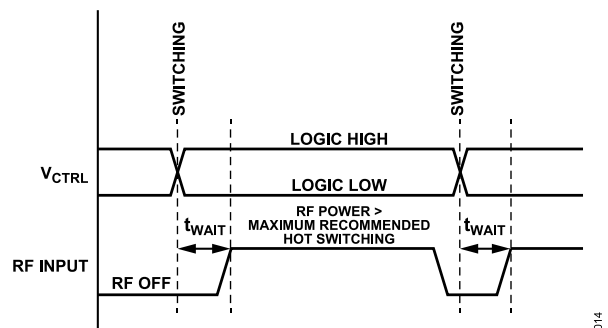 SWITCHING
SWITCHING
LOGIC HIGH
VCTRL
LOGIC LOW
tWAIT
RF POWER >
MAXIMUM RECOMMENDED
HOT SWITCHING
tWAIT
RF INPUT
RF OFF
014